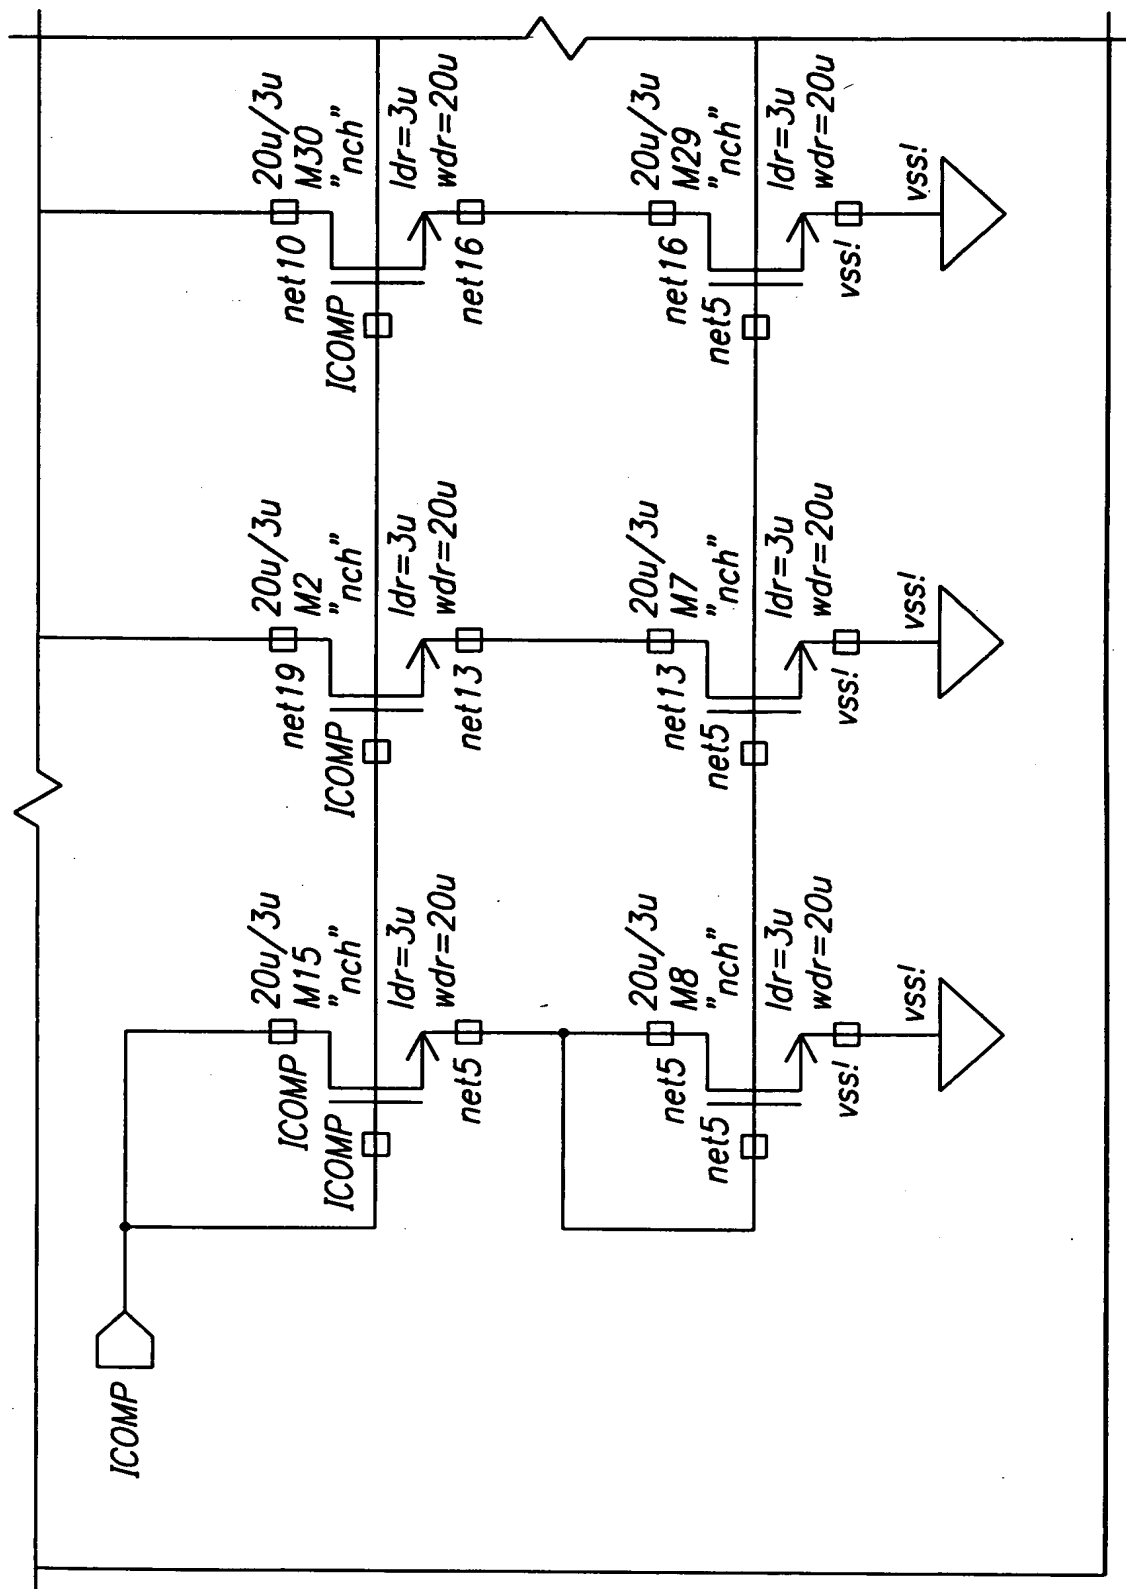 ICOMP
20u/3u
M15
"nch"
ICOMP
ICOMP
ldr=3u
wdr=20u
net5
20u/3u
M8
"nch"
net5
net5
ldr=3u
wdr=20u
vss!
vss!
20u/3u
M2
"nch"
net19
ICOMP
ldr=3u
wdr=20u
net13
20u/3u
M7
"nch"
net13
net5
ldr=3u
wdr=20u
vss!
vss!
20u/3u
M30
"nch"
net10
ICOMP
ldr=3u
wdr=20u
net16
20u/3u
M29
"nch"
net16
net5
ldr=3u
wdr=20u
vss!
vss!